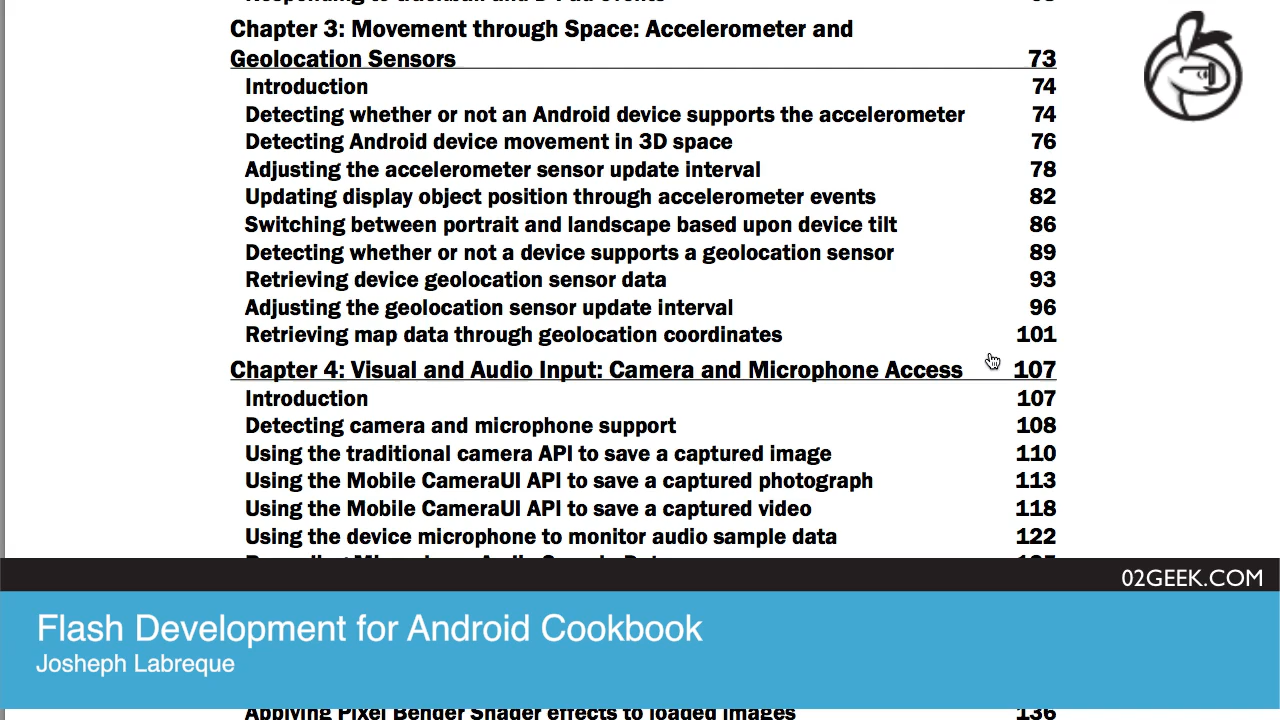 Chapter 3: Movement through Space: Accelerometer and
Geolocation Sensors 73
Introduction 74
Detecting whether or not an Android device supports the accelerometer 74
Detecting Android device movement in 3D space 76
Adjusting the accelerometer sensor update interval 78
Updating display object position through accelerometer events 82
Switching between portrait and landscape based upon device tilt 86
Detecting whether or not a device supports a geolocation sensor 89
Retrieving device geolocation sensor data 93
Adjusting the geolocation sensor update interval 96
Retrieving map data through geolocation coordinates 101
Chapter 4: Visual and Audio Input: Camera and Microphone Access 107
Introduction 107
Detecting camera and microphone support 108
Using the traditional camera API to save a captured image 110
Using the Mobile CameraUI API to save a captured photograph 113
Using the Mobile CameraUI API to save a captured video 118
Using the device microphone to monitor audio sample data 122
02GEEK.COM
Flash Development for Android Cookbook
Josheph Labreque
Applying Pixel Bender Shader effects to loaded images 136